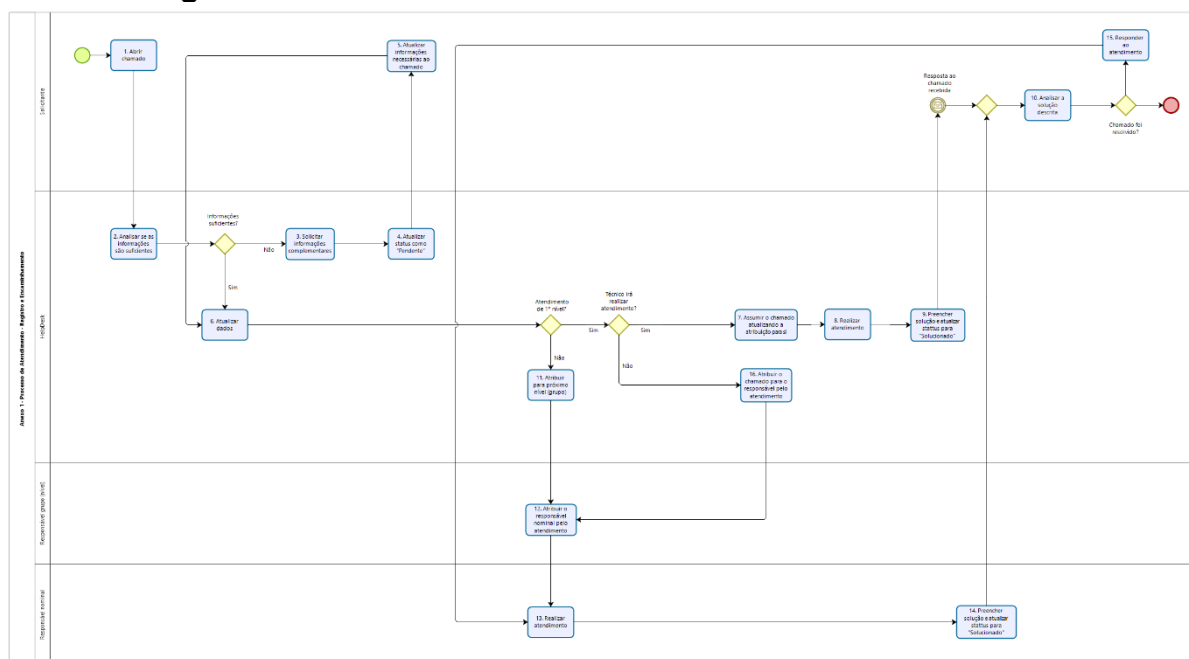 Anexo 1 - Processo de Atendimento - Registro e Encaminhamento
Solicitante
1. Abrir
chamado
5. Atualizar
informações
necessárias ao
chamado
15. Responder
ao
atendimento
Resposta ao
chamado
recebida
10. Analisar a
solução
descrita
Chamado foi
resolvido?
HelpDesk
2. Analisar se as
informações
são suficientes
Informações
suficientes?
Não
Sim
3. Solicitar
informações
complementares
4. Atualizar
status como
"Pendente"
6. Atualizar
dados
Atendimento
de 1º nível?
Sim
Não
Técnico irá
realizar
atendimento?
Sim
Não
7. Assumir o chamado
atualizando a
atribuição para si
8. Realizar
atendimento
9. Preencher
solução e atualizar
stattus para
"Solucionado"
11. Atribuir
para próximo
nível (grupo)
16. Atribuir o
chamado para o
responsável pelo
atendimento
Responsável grupo (nível)
12. Atribuir o
responsável
nominal pelo
atendimento
Responsável nominal
13. Realizar
atendimento
14. Preencher
solução e atualizar
stattus para
"Solucionado"